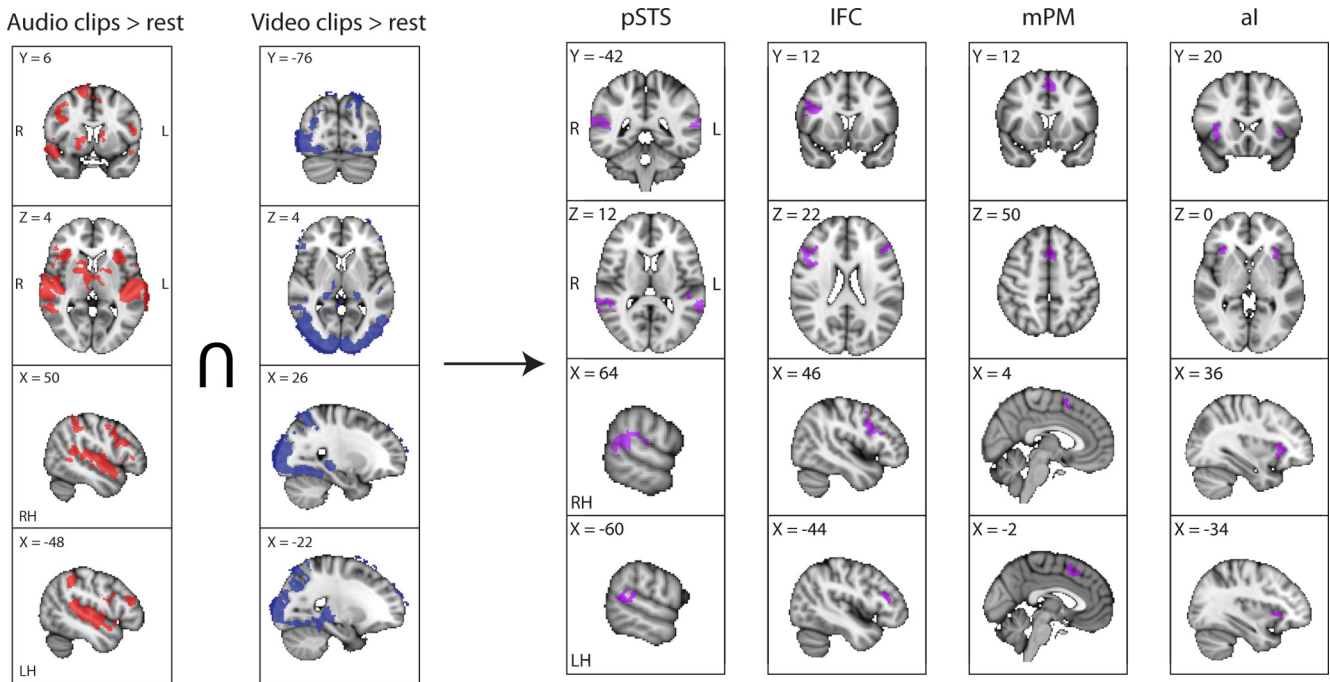 Audio clips > rest
Video clips > rest
pSTS
IFC
mPM
aI
Y = 6
Y = -76
Y = -42
Y = 12
Y = 12
Y = 20
R
L
R
L
Z = 4
Z = 4
Z = 12
Z = 22
Z = 50
Z = 0
R
L
R
L
∩
X = 50
X = 26
X = 64
X = 46
X = 4
X = 36
RH
RH
X = -48
X = -22
X = -60
X = -44
X = -2
X = -34
LH
LH